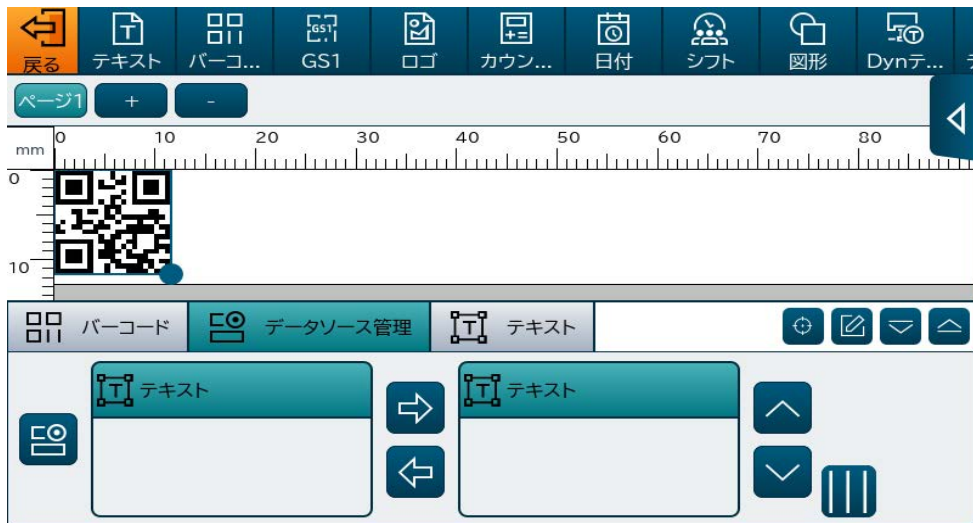 戻る
テキスト
バーコ...
GS1
GS1
ロゴ
カウン...
日付
シフト
図形
Dynテ...
ページ1
+
-
mm
0 10 20 30 40 50 60 70 80
0
10
バーコード
データソース管理
テキスト
テキスト
テキスト